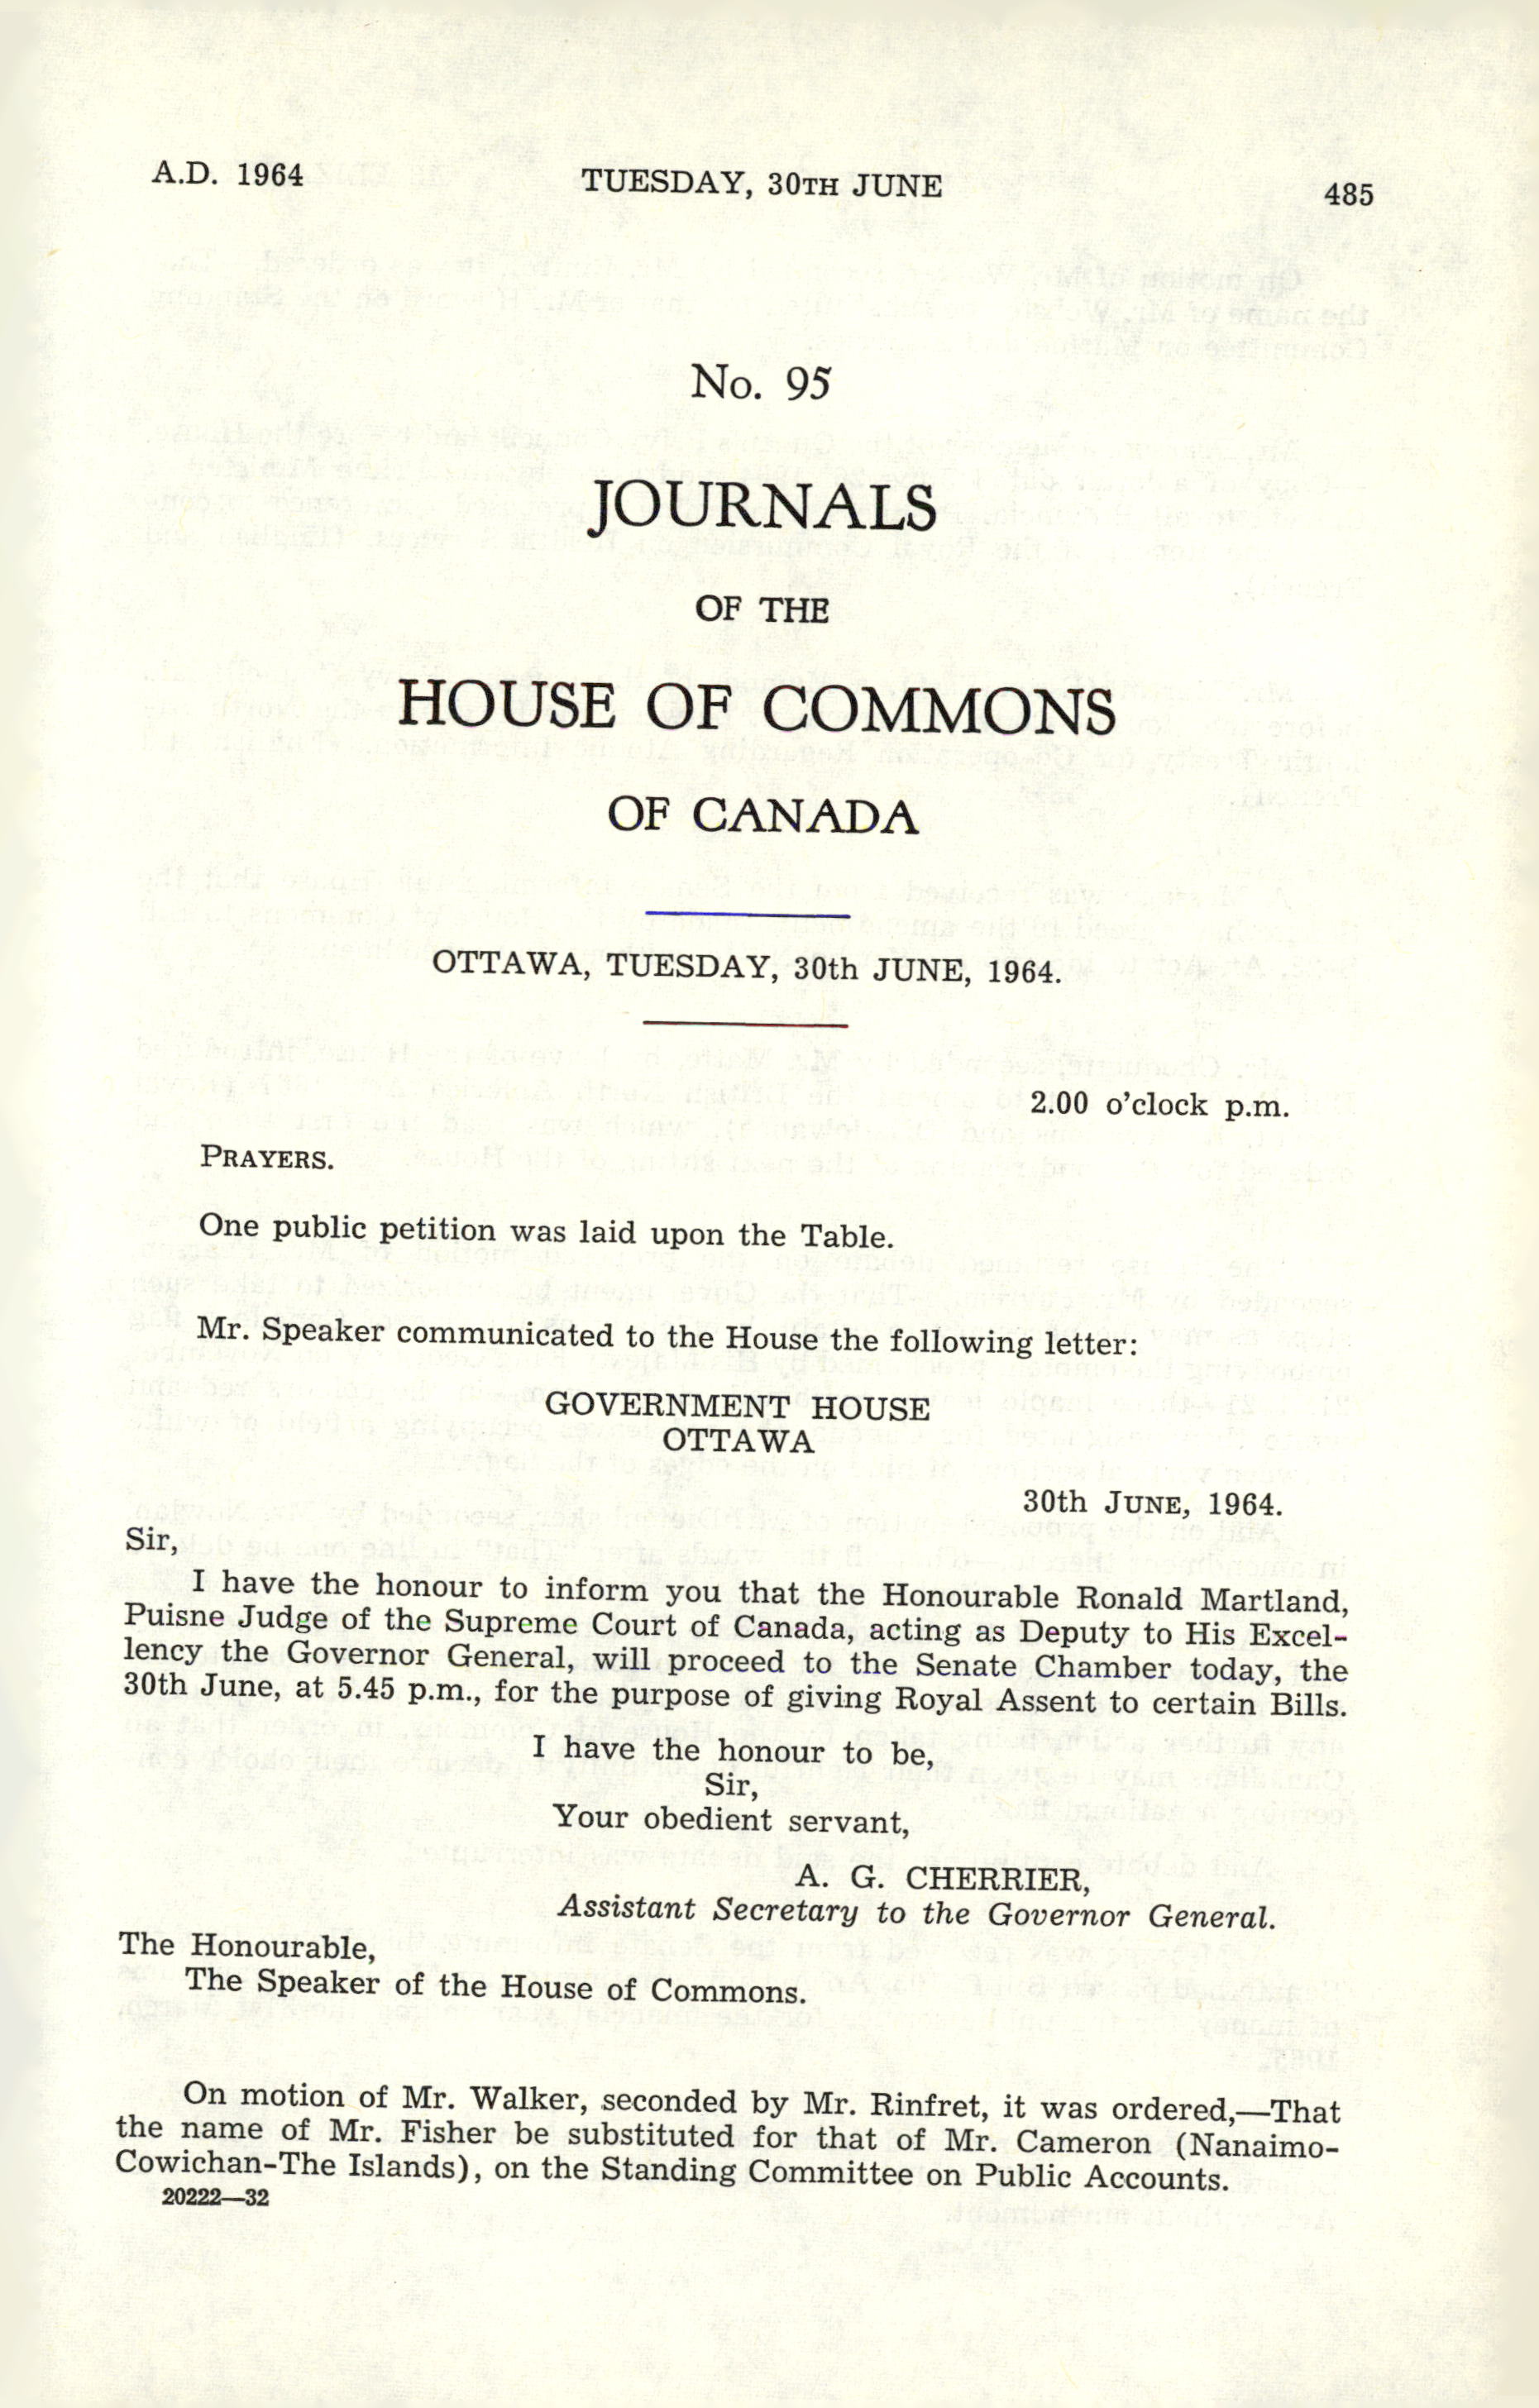 A.D. 1964 TUESDAY, 30TH JUNE 485
No. 95
JOURNALS
OF THE
HOUSE OF COMMONS
OF CANADA
OTTAWA, TUESDAY, 30th JUNE, 1964.
2.00 o'clock p.m.
PRAYERS.
One public petition was laid upon the Table.
Mr. Speaker communicated to the House the following letter:
GOVERNMENT HOUSE
OTTAWA
30th JUNE, 1964.
Sir,
I have the honour to inform you that the Honourable Ronald Martland,
Puisne Judge of the Supreme Court of Canada, acting as Deputy to His Excel-
lency the Governor General, will proceed to the Senate Chamber today, the
30th June, at 5.45 p.m., for the purpose of giving Royal Assent to certain Bills.
I have the honour to be,
Sir,
Your obedient servant,
A. G. CHERRIER,
Assistant Secretary to the Governor General.
The Honourable,
The Speaker of the House of Commons.
On motion of Mr. Walker, seconded by Mr. Rinfret, it was ordered,—That
the name of Mr. Fisher be substituted for that of Mr. Cameron (Nanaimo-
Cowichan-The Islands), on the Standing Committee on Public Accounts.
20222—32